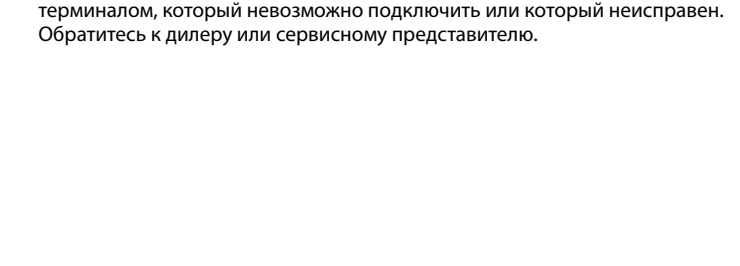 терминалом, который невозможно подключить или который неисправен.
Обратитесь к дилеру или сервисному представителю.